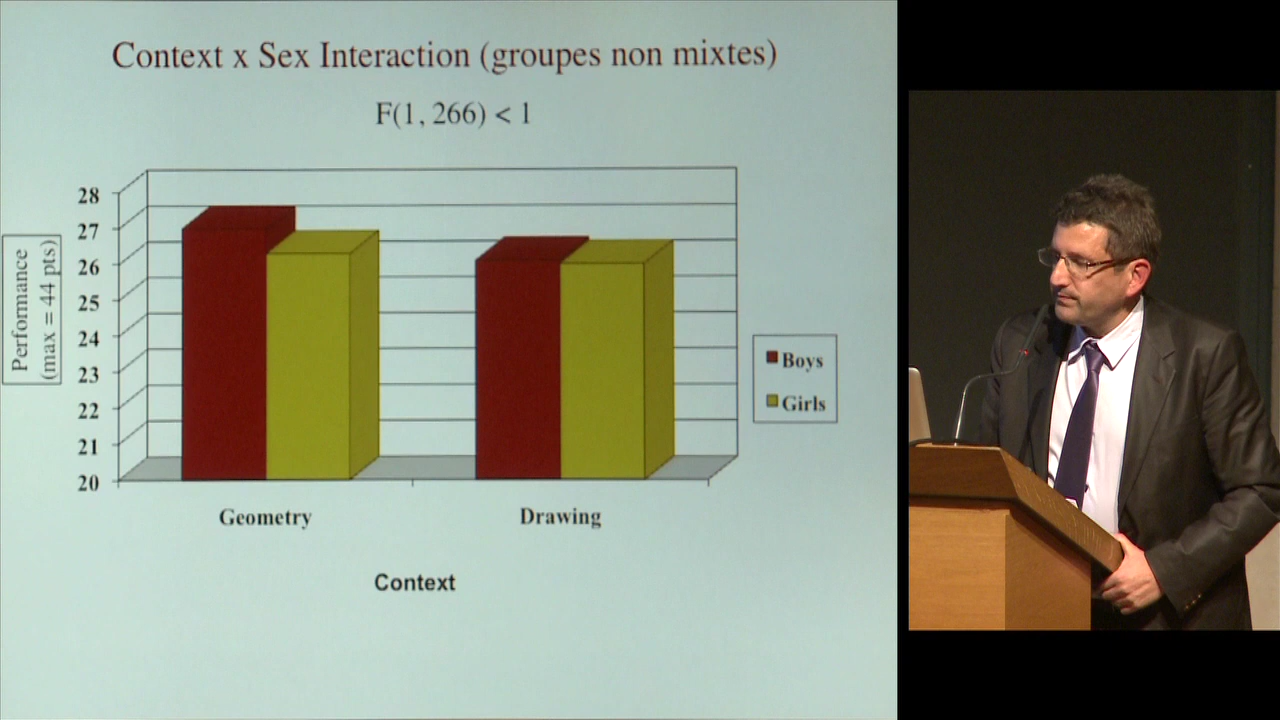 Context x Sex Interaction (groupes non mixtes)
F(1, 266) < 1
28
27
26
25
24
23
22
21
20
Performance
(max = 44 pts)
Boys
Girls
Geometry
Drawing
Context